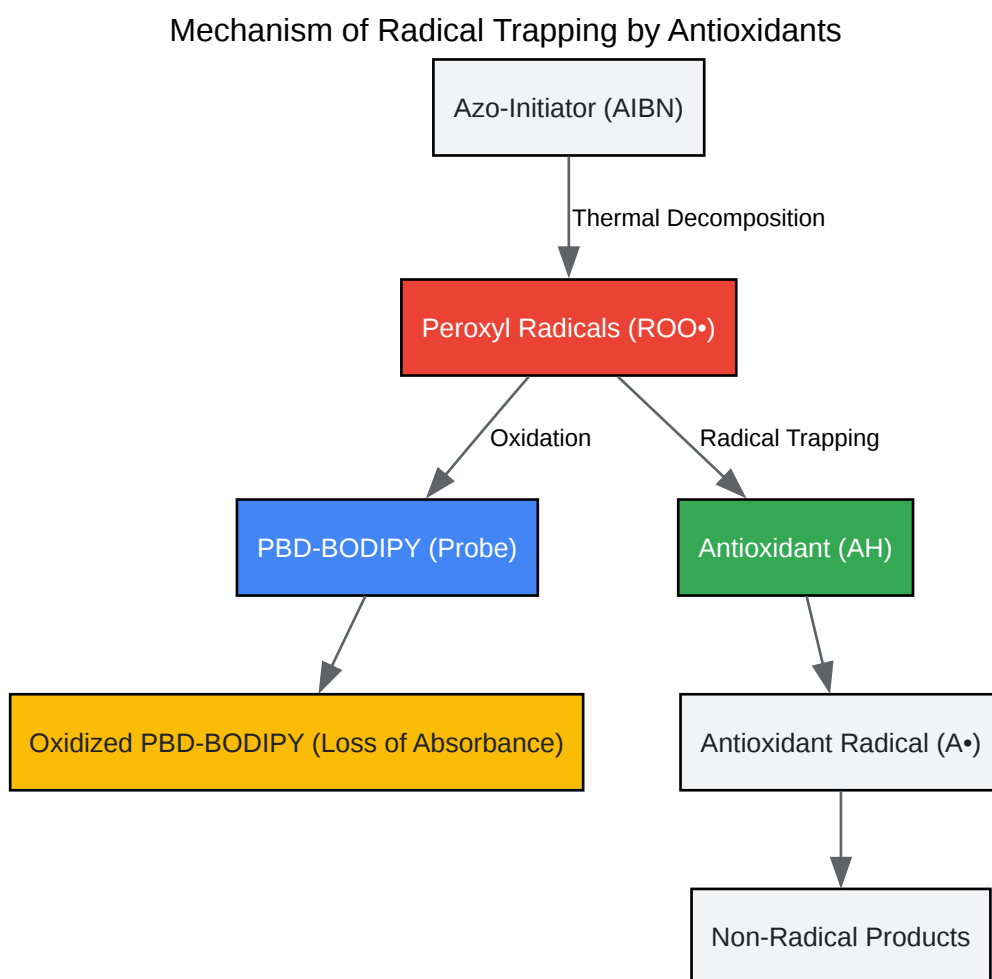 Mechanism of Radical Trapping by Antioxidants
Azo-Initiator (AIBN)
Thermal Decomposition
Peroxyl Radicals (ROO•)
Oxidation
Radical Trapping
PBD-BODIPY (Probe)
Antioxidant (AH)
Oxidized PBD-BODIPY (Loss of Absorbance)
Antioxidant Radical (A•)
Non-Radical Products